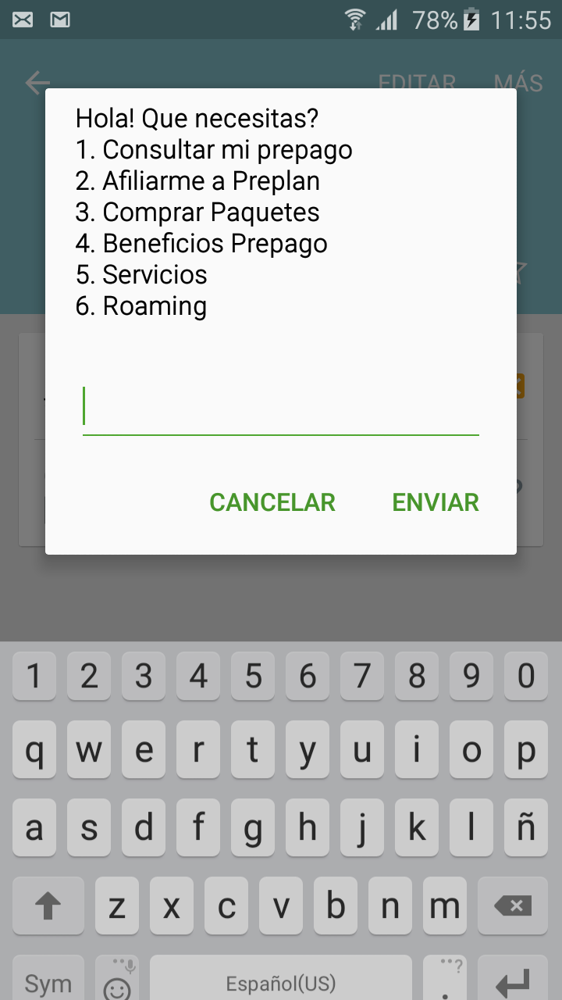 78% 11:55
EDITAR MÁS
Hola! Que necesitas?
1. Consultar mi prepago
2. Afiliarme a Preplan
3. Comprar Paquetes
4. Beneficios Prepago
5. Servicios
6. Roaming
CANCELAR ENVIAR
1 2 3 4 5 6 7 8 9 0
q w e r t y u i o p
a s d f g h j k l ñ
z x c v b n m
Sym Español(US) . ?